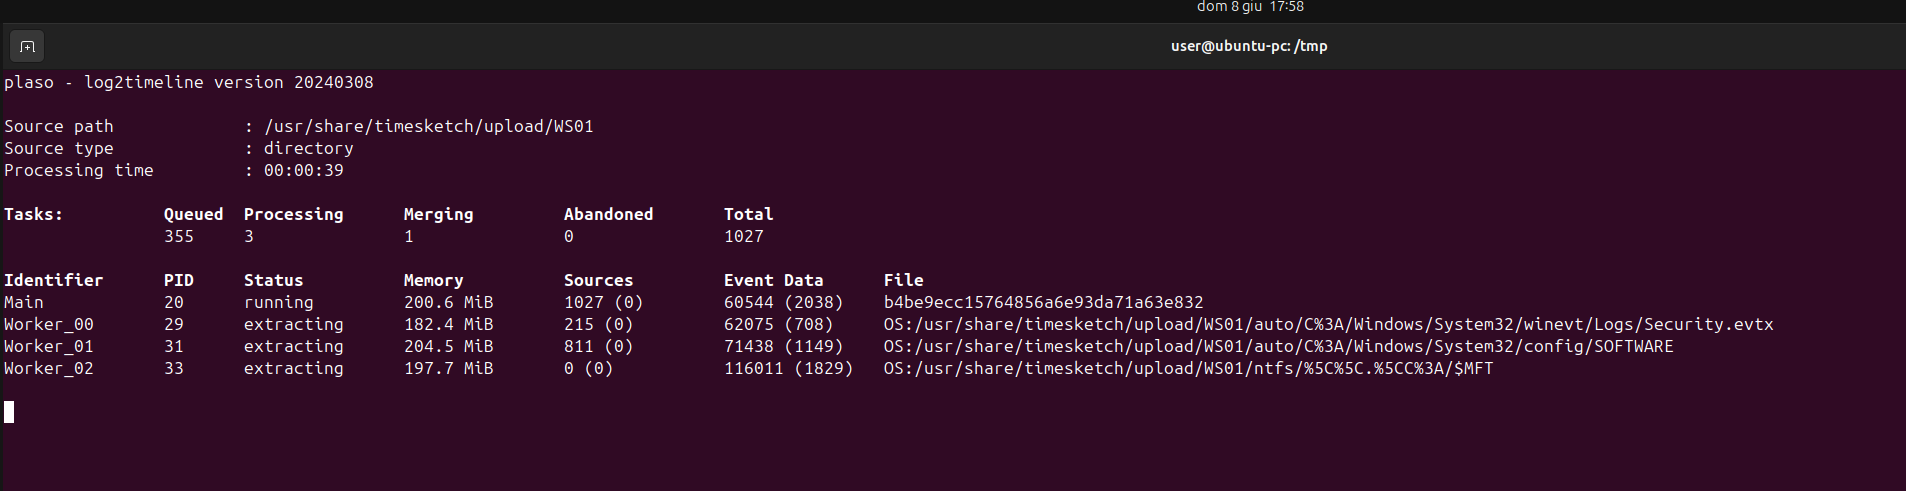 dom 8 giu 17:58
user@ubuntu-pc: /tmp
plaso - log2timeline version 20240308
Source path : /usr/share/timesketch/upload/WS01
Source type : directory
Processing time : 00:00:39
Tasks: Queued Processing Merging Abandoned Total
355 3 1 0 1027
Identifier PID Status Memory Sources Event Data File
Main 20 running 200.6 MiB 1027 (0) 60544 (2038) b4be9ecc15764856a6e93da71a63e832
Worker_00 29 extracting 182.4 MiB 215 (0) 62075 (708) OS:/usr/share/timesketch/upload/WS01/auto/C%3A/Windows/System32/winevt/Logs/Security.evtx
Worker_01 31 extracting 204.5 MiB 811 (0) 71438 (1149) OS:/usr/share/timesketch/upload/WS01/auto/C%3A/Windows/System32/config/SOFTWARE
Worker_02 33 extracting 197.7 MiB 0 (0) 116011 (1829) OS:/usr/share/timesketch/upload/WS01/ntfs/%5C%5C.%5CC%3A/$MFT